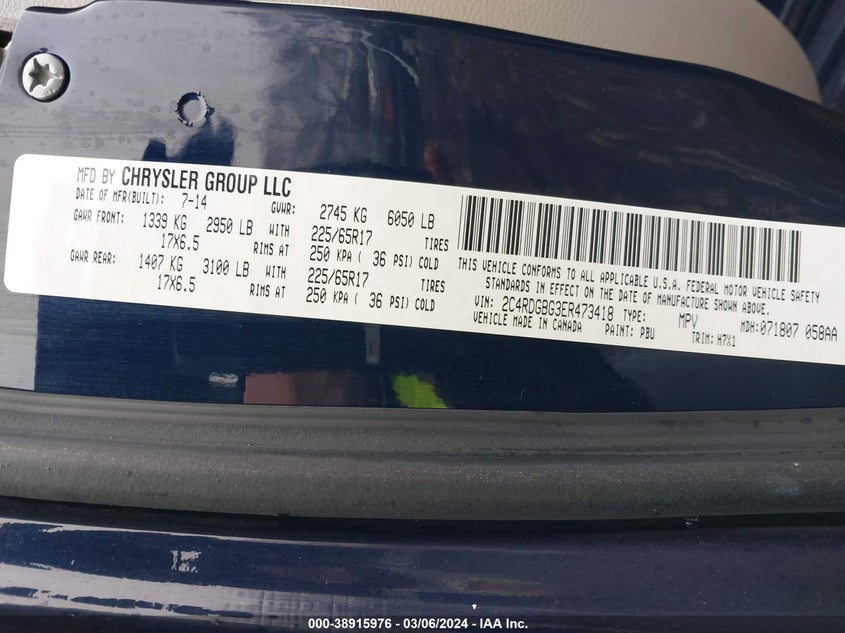 MFD BY CHRYSLER GROUP LLC
DATE OF MFR(BUILT): 7-14 GVWR: 2745 KG 6050 LB
GAWR FRONT: 1339 KG 2950 LB WITH 225/65R17 TIRES
17X6.5 RIMS AT 250 KPA ( 36 PSI) COLD
GAWR REAR: 1407 KG 3100 LB WITH 225/65R17 TIRES
17X6.5 RIMS AT 250 KPA ( 36 PSI) COLD
THIS VEHICLE CONFORMS TO ALL APPLICABLE U.S.A. FEDERAL MOTOR VEHICLE SAFETY
STANDARDS IN EFFECT ON THE DATE OF MANUFACTURE SHOWN ABOVE.
VIN: 2C4RDGBG3ER473418 TYPE: MPV MDH:071807 058AA
VEHICLE MADE IN CANADA PAINT: PBU TRIM: H7X1
000-38915976 - 03/06/2024 - IAA Inc.